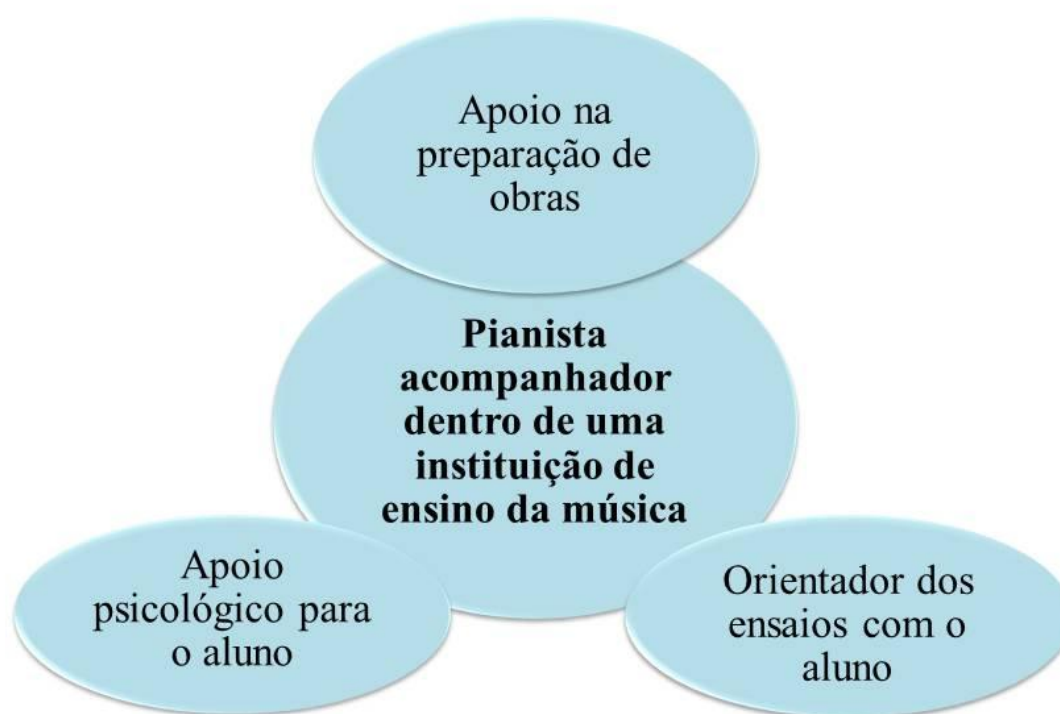 Apoio na
preparação de
obras
Pianista
acompanhador
dentro de uma
instituição de
ensino da música
Apoio
psicológico para
o aluno
Orientador dos
ensaios com o
aluno